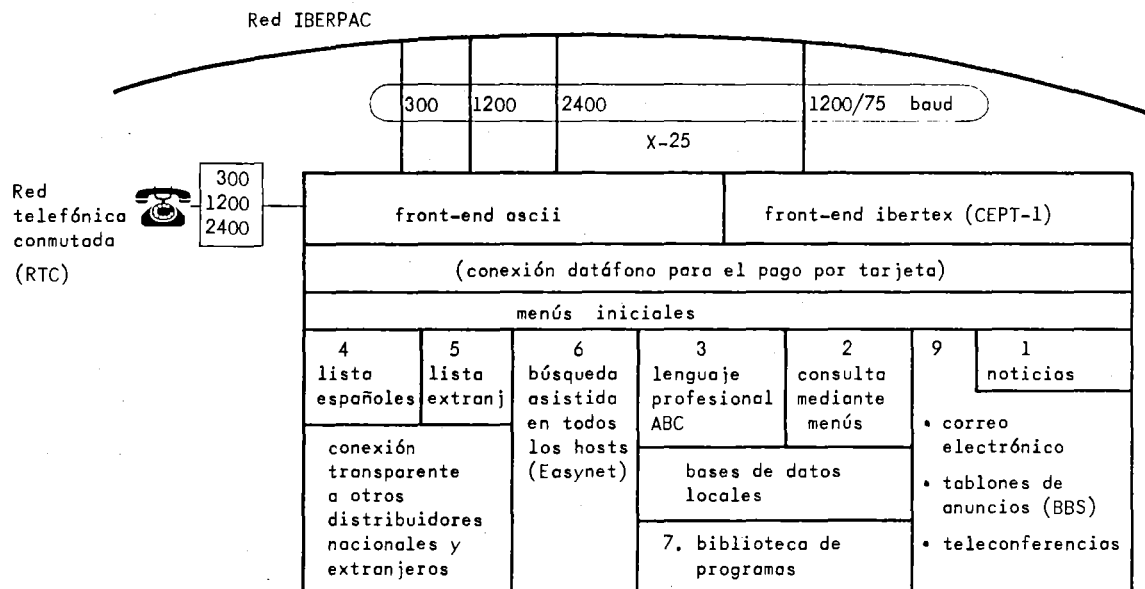 Red IBERPAC
300 1200 2400 1200/75 baud
X-25
Red
telefónica
conmutada
(RTC)
300
1200
2400
front-end ascii
front-end ibertex (CEPT-1)
(conexión datáfono para el pago por tarjeta)
menús iniciales
4
lista
españoles
5
lista
extranj
6
búsqueda
asistida
en todos
los hosts
(Easynet)
3
lenguaje
profesional
ABC
2
consulta
mediante
menús
9
1
noticias
conexión
transparente
a otros
distribuidores
nacionales y
extranjeros
bases de datos
locales
7. biblioteca de
programas
• correo
electrónico
• tablones de
anuncios (BBS)
• teleconferencias